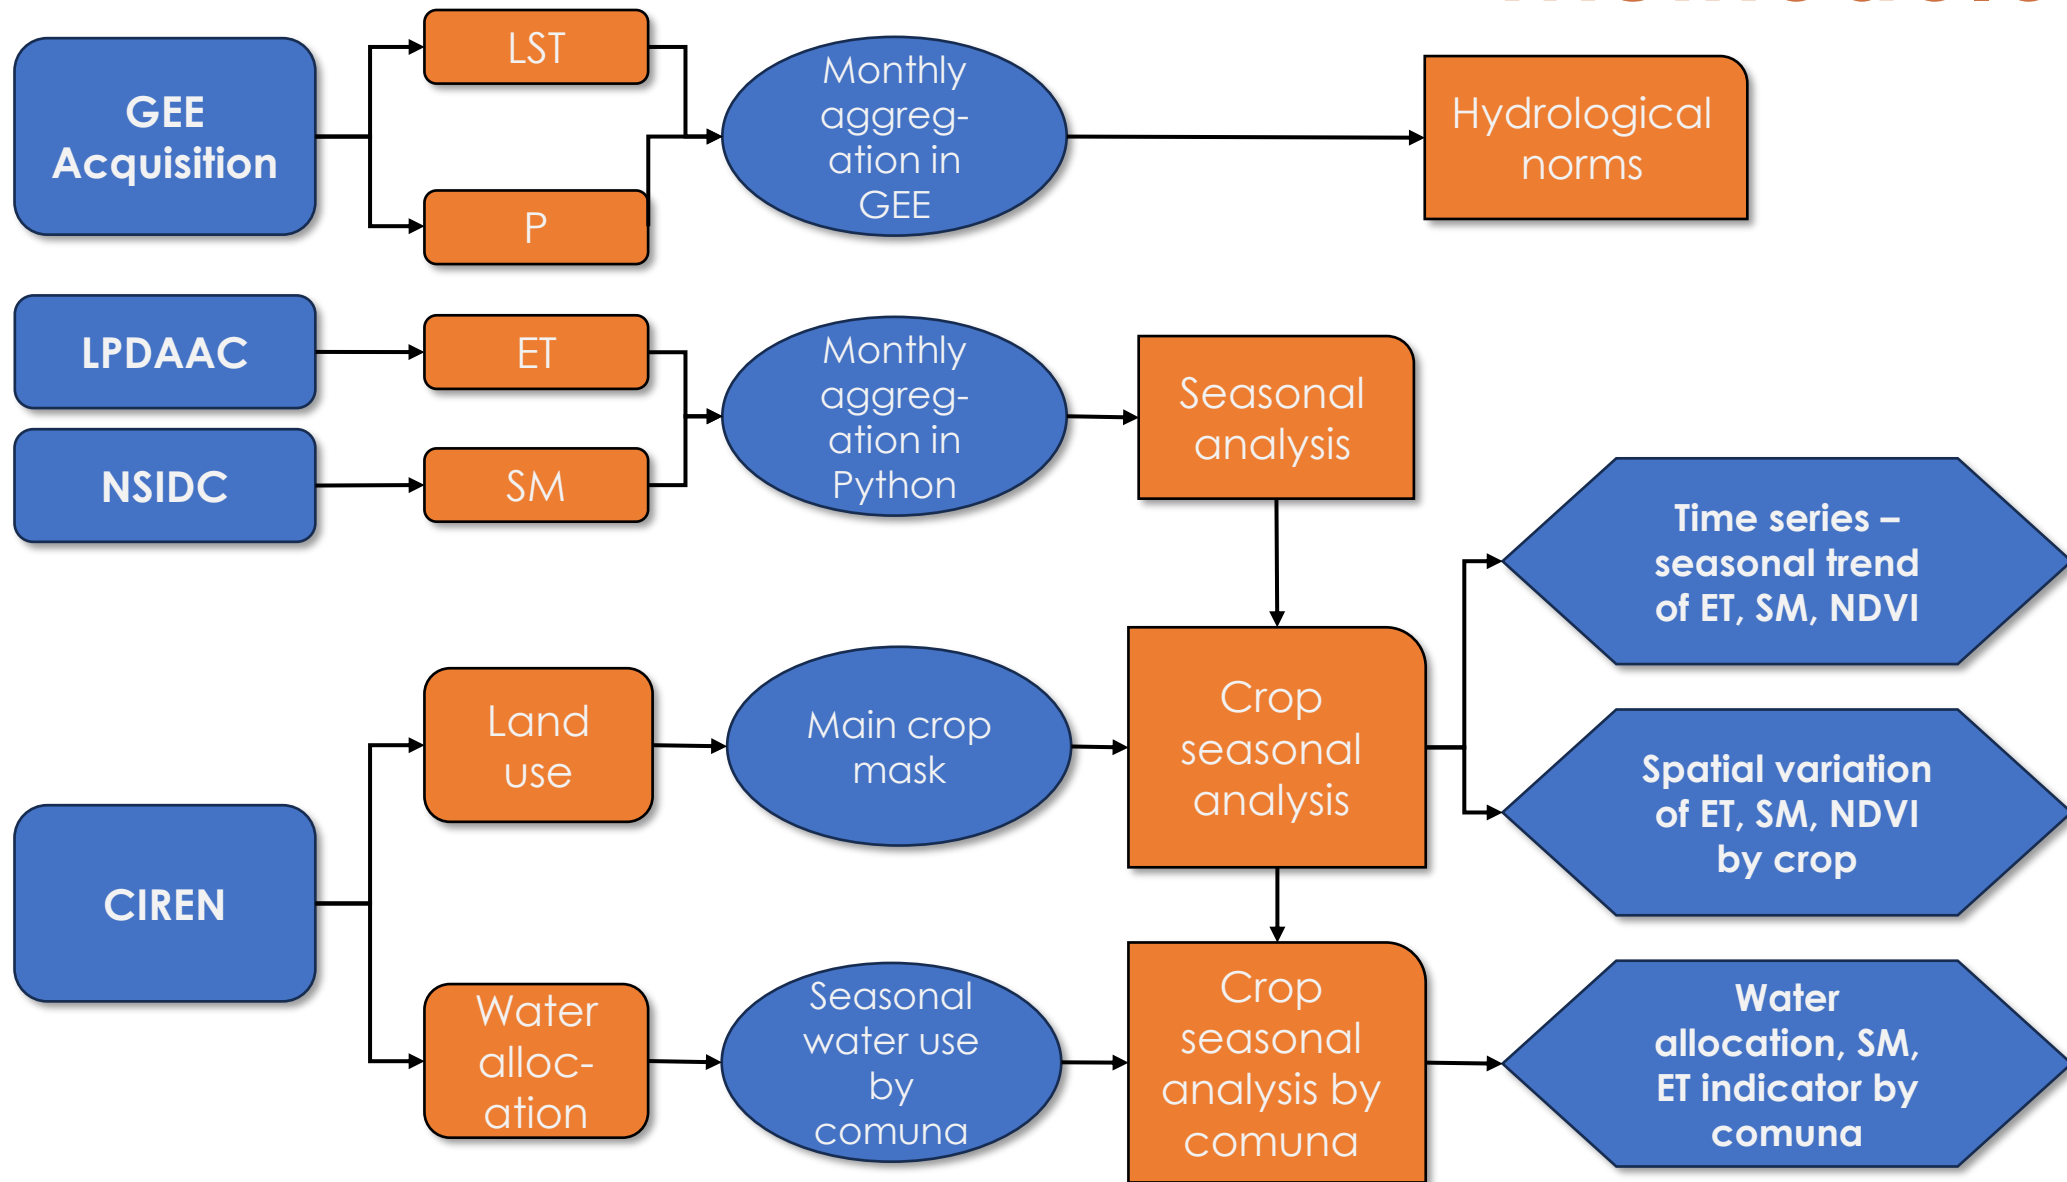 GEE
Acquisition
LST
P
Monthly
aggreg-
ation in
GEE
Hydrological
norms
LPDAAC
NSIDC
ET
SM
Monthly
aggreg-
ation in
Python
Seasonal
analysis
Time series –
seasonal trend
of ET, SM, NDVI
CIREN
Land
use
Main crop
mask
Crop
seasonal
analysis
Spatial variation
of ET, SM, NDVI
by crop
Water
alloc-
ation
Seasonal
water use
by
comuna
Crop
seasonal
analysis by
comuna
Water
allocation, SM,
ET indicator by
comuna